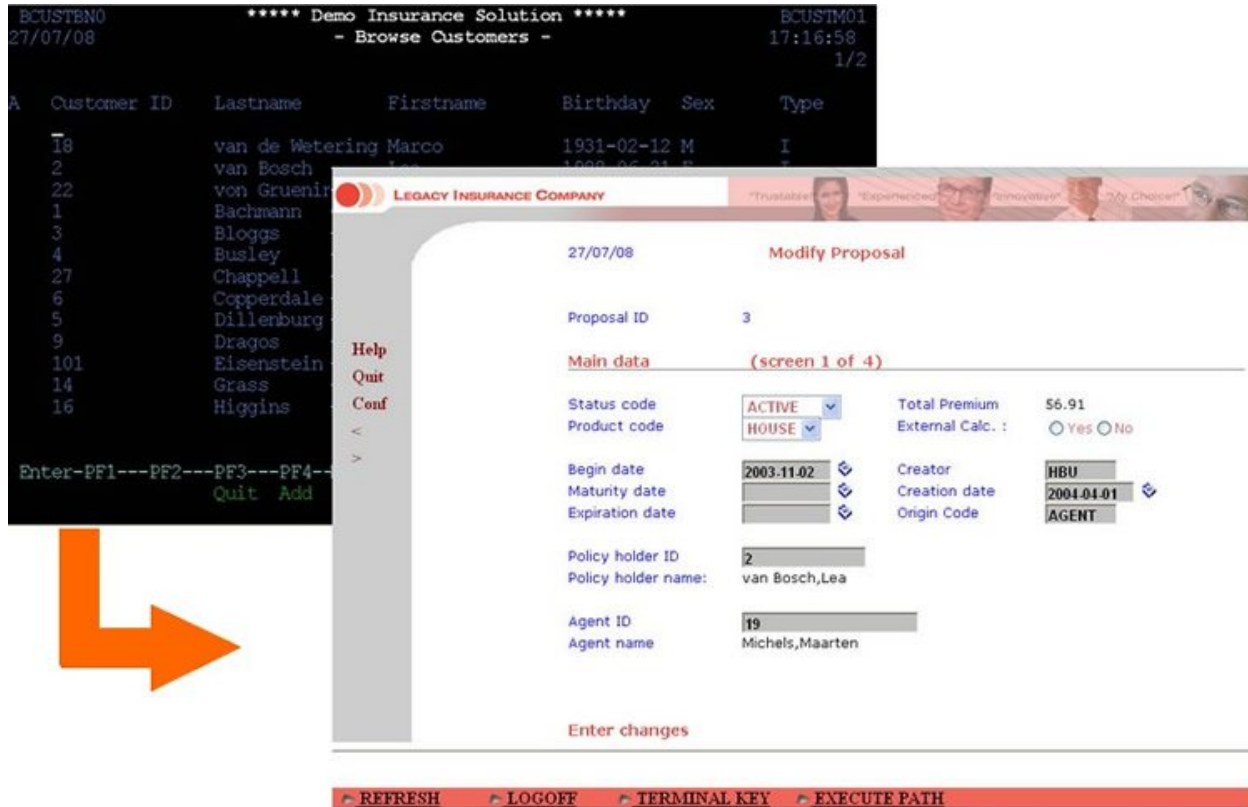 BCUSTBN0 ***** Demo Insurance Solution ***** BCUSTM01
27/07/08 - Browse Customers - 17:16:58
1/2
A Customer ID Lastname Firstname Birthday Sex Type
18 van de Wetering Marco 1931-02-12 M I
2 van Bosch
22 von Gruenin
1 Bachmann
3 Bloggs
4 Busley
27 Chappell
6 Copperdale
5 Dillenburg
9 Dragos
101 Eisenstein
14 Grass
16 Higgins
Enter-PF1---PF2---PF3---PF4--
Quit Add
LEGACY INSURANCE COMPANY "Trustable" "Experienced" "Innovative" "My Choice"
27/07/08 Modify Proposal
Proposal ID 3
Main data (screen 1 of 4)
Help
Quit
Conf
<
>
Status code ACTIVE Total Premium 56.91
Product code HOUSE External Calc. : Yes No
Begin date 2003-11-02 Creator HBU
Maturity date Creation date 2004-04-01
Expiration date Origin Code AGENT
Policy holder ID 2
Policy holder name: van Bosch,Lea
Agent ID 19
Agent name Michels,Maarten
Enter changes
REFRESH LOGOFF TERMINAL KEY EXECUTE PATH